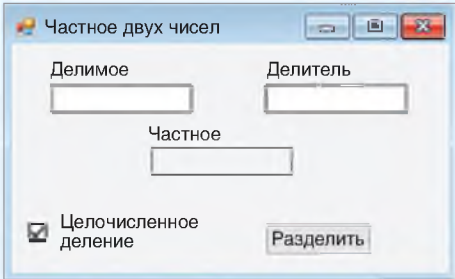 Частное двух чисел
Делимое
Делитель
Частное
Целочисленное
деление
Разделить